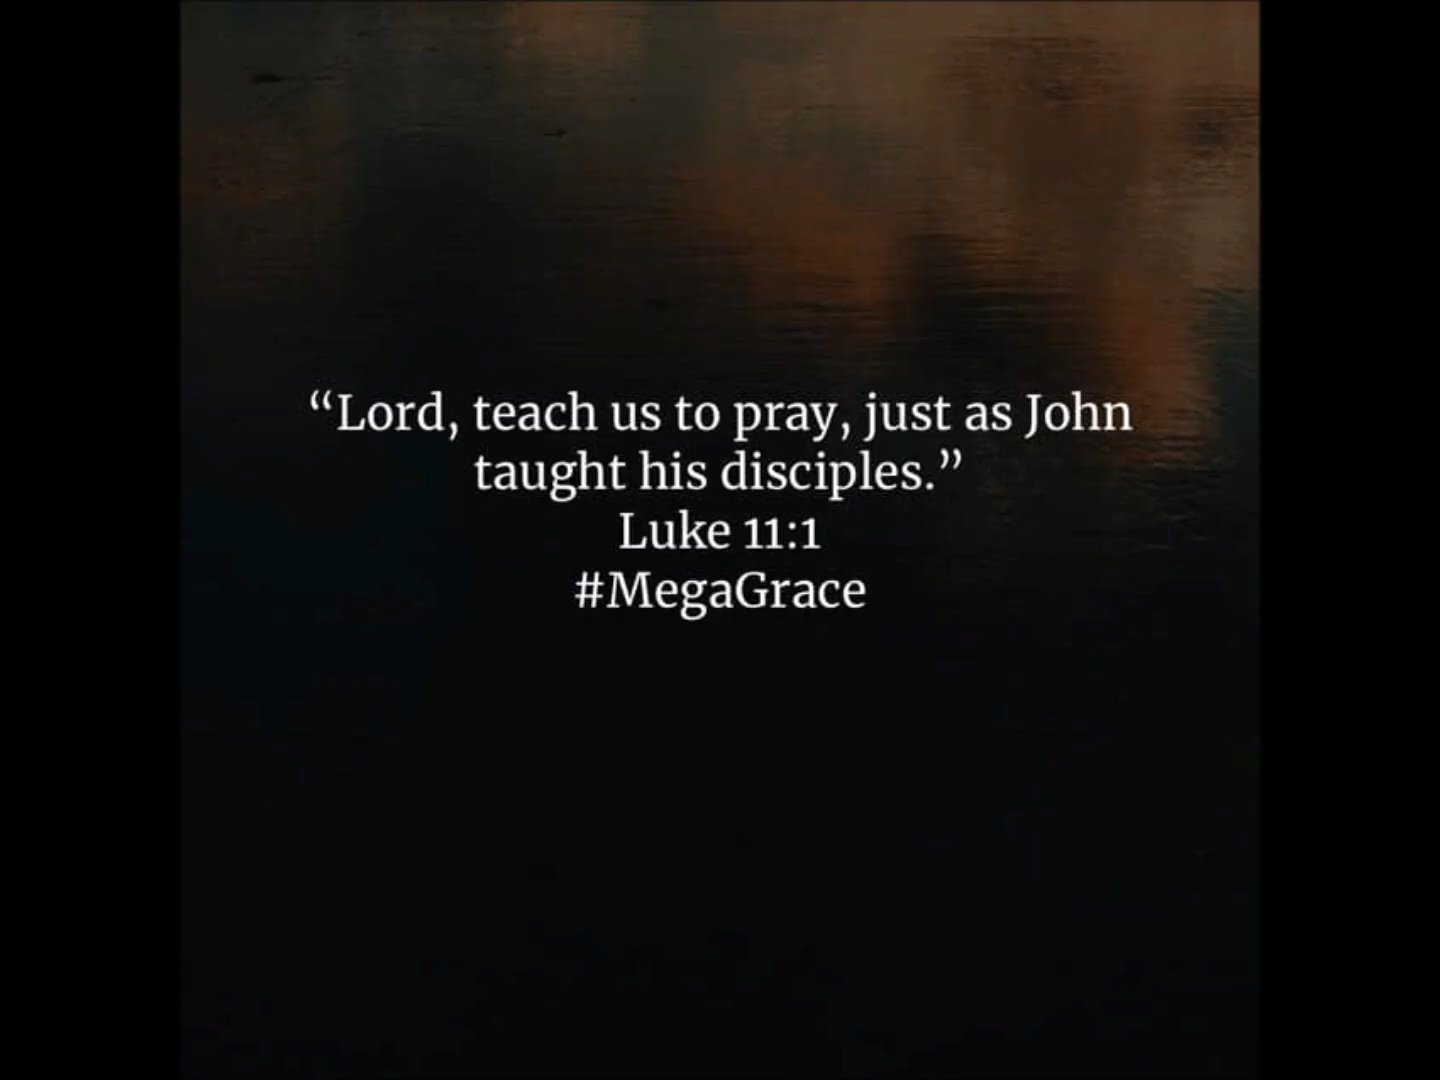 “Lord, teach us to pray, just as John
taught his disciples.”
Luke 11:1
#MegaGrace